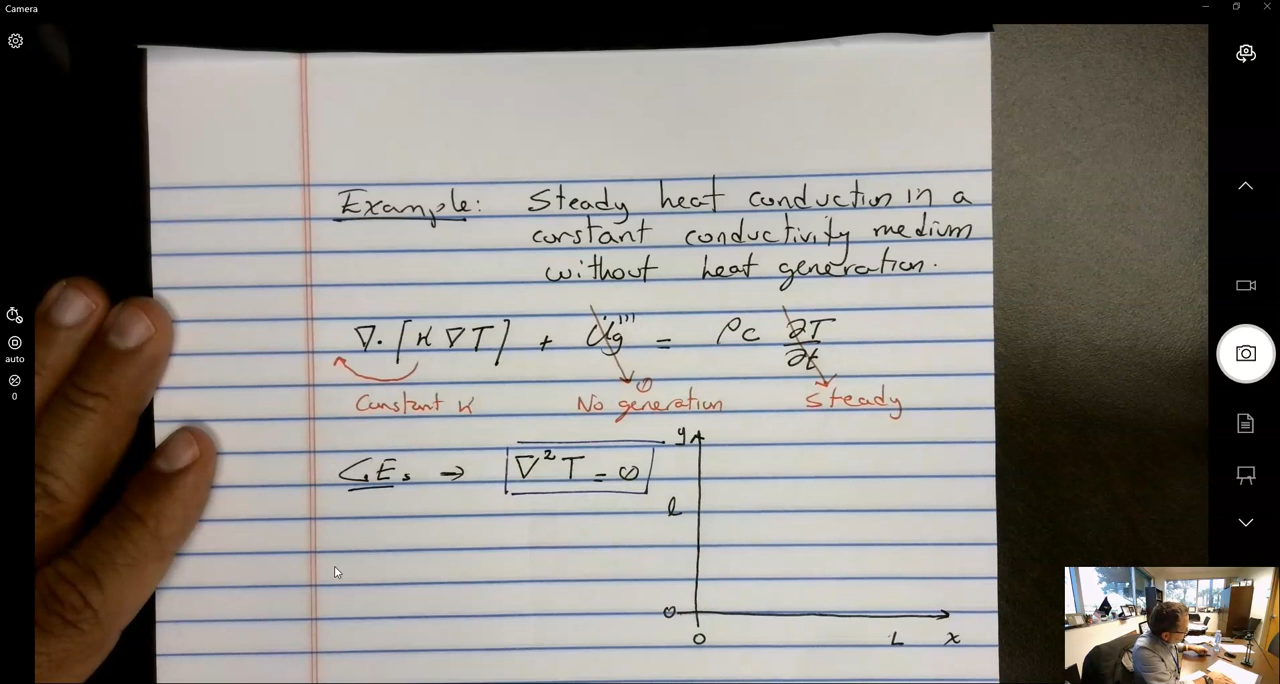 Camera
Example: Steady heat conduction in a
constant conductivity medium
without heat generation.
∇·[K∇T] + U̇g''' = ρc ∂T/∂t
Constant K No generation Steady
GEs → ∇²T = 0
y
l
0
0 L x
auto
0